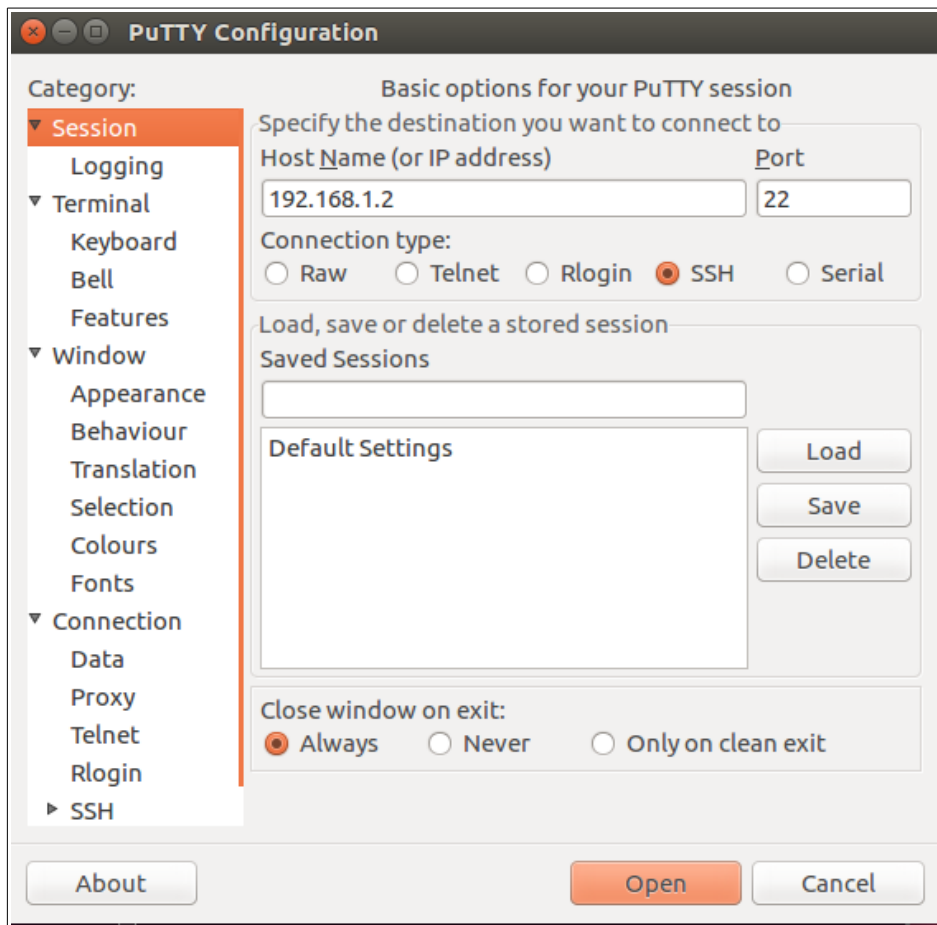 PuTTY Configuration
Category:
Session
Logging
Terminal
Keyboard
Bell
Features
Window
Appearance
Behaviour
Translation
Selection
Colours
Fonts
Connection
Data
Proxy
Telnet
Rlogin
SSH
Basic options for your PuTTY session
Specify the destination you want to connect to
Host Name (or IP address) Port
192.168.1.2 22
Connection type:
Raw Telnet Rlogin SSH Serial
Load, save or delete a stored session
Saved Sessions
Default Settings
Load
Save
Delete
Close window on exit:
Always Never Only on clean exit
About Open Cancel